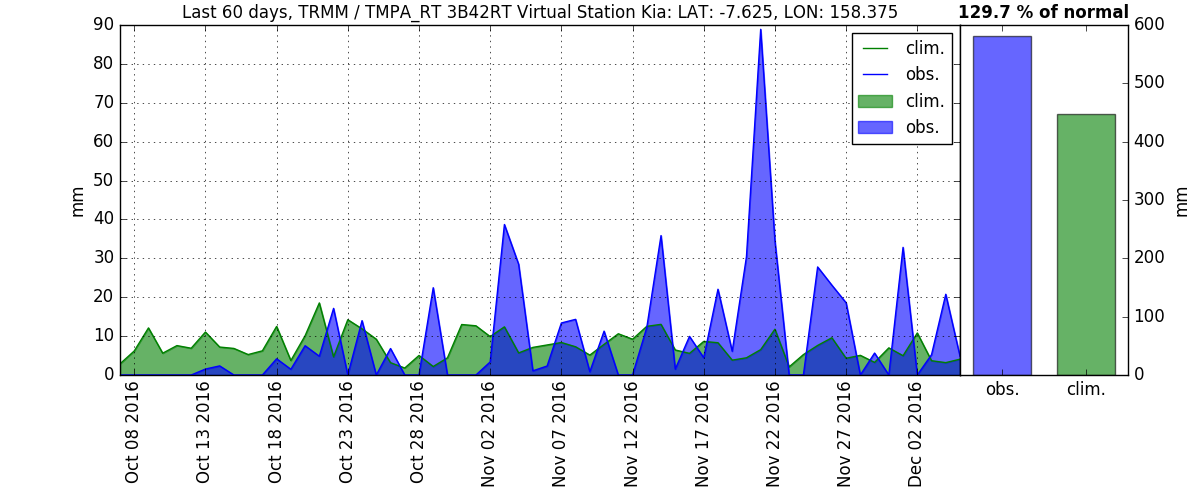 Last 60 days, TRMM / TMPA_RT 3B42RT Virtual Station Kia: LAT: -7.625, LON: 158.375
129.7 % of normal
90
80
70
60
50
40
30
20
10
0
mm
clim.
obs.
clim.
obs.
600
500
400
300
200
100
0
mm
obs.
clim.
Oct 08 2016
Oct 13 2016
Oct 18 2016
Oct 23 2016
Oct 28 2016
Nov 02 2016
Nov 07 2016
Nov 12 2016
Nov 17 2016
Nov 22 2016
Nov 27 2016
Dec 02 2016